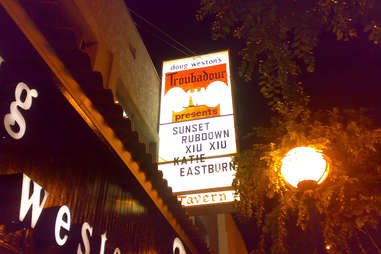 doug weston's
Troubadour
presents
SUNSET
RUBDOWN
XIU XIU
KATIE
EASTBURN
Tavern
g
west